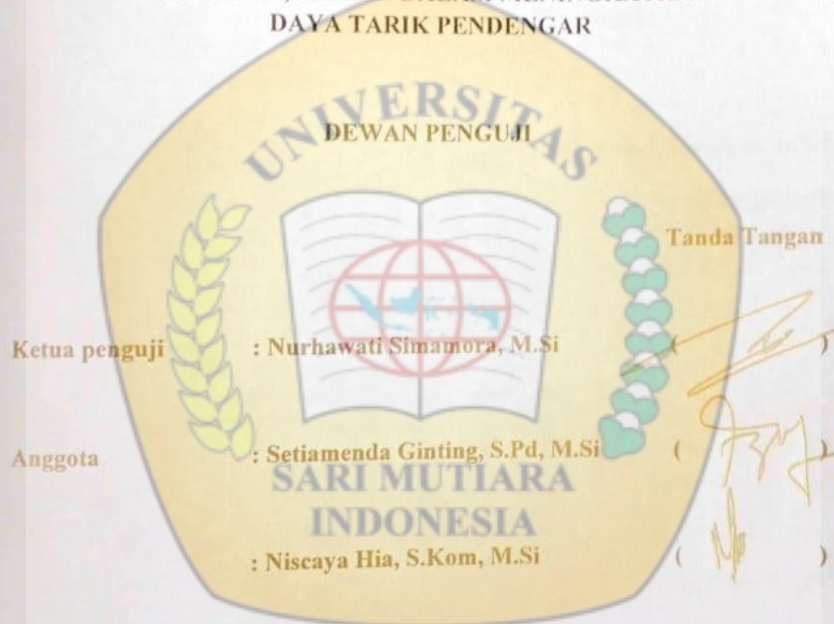 DAYA TARIK PENDENGAR
UNIVERSITAS
DEWAN PENGUJI
Tanda Tangan
Ketua penguji : Nurhawati Simamora, M.Si ( )
Anggota : Setiamenda Ginting, S.Pd, M.Si ( )
SARI MUTIARA
INDONESIA
: Niscaya Hia, S.Kom, M.Si ( )